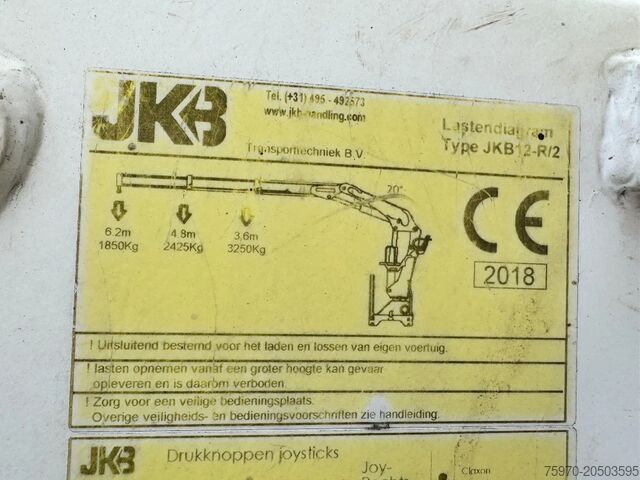 JKB
Tel. (+31) 495 - 492573
www.jkb-handling.com
Transporttechniek B.V.
Lastendiagram
Type JKB12-R/2
70°
6.2m 4.8m 3,6m
1850Kg 2425Kg 3250Kg
CE
2018
! Uitsluitend bestemd voor het laden en lossen van eigen voertuig.
! lasten opnemen vanaf een groter hoogte kan gevaar
opleveren en is daarom verboden.
! Zorg voor een veilige bedieningsplaats.
Overige veiligheids- en bedieningsvoorschriften zie handleiding.
JKB Drukknoppen joysticks
Joy- Claxon
75970-20503595